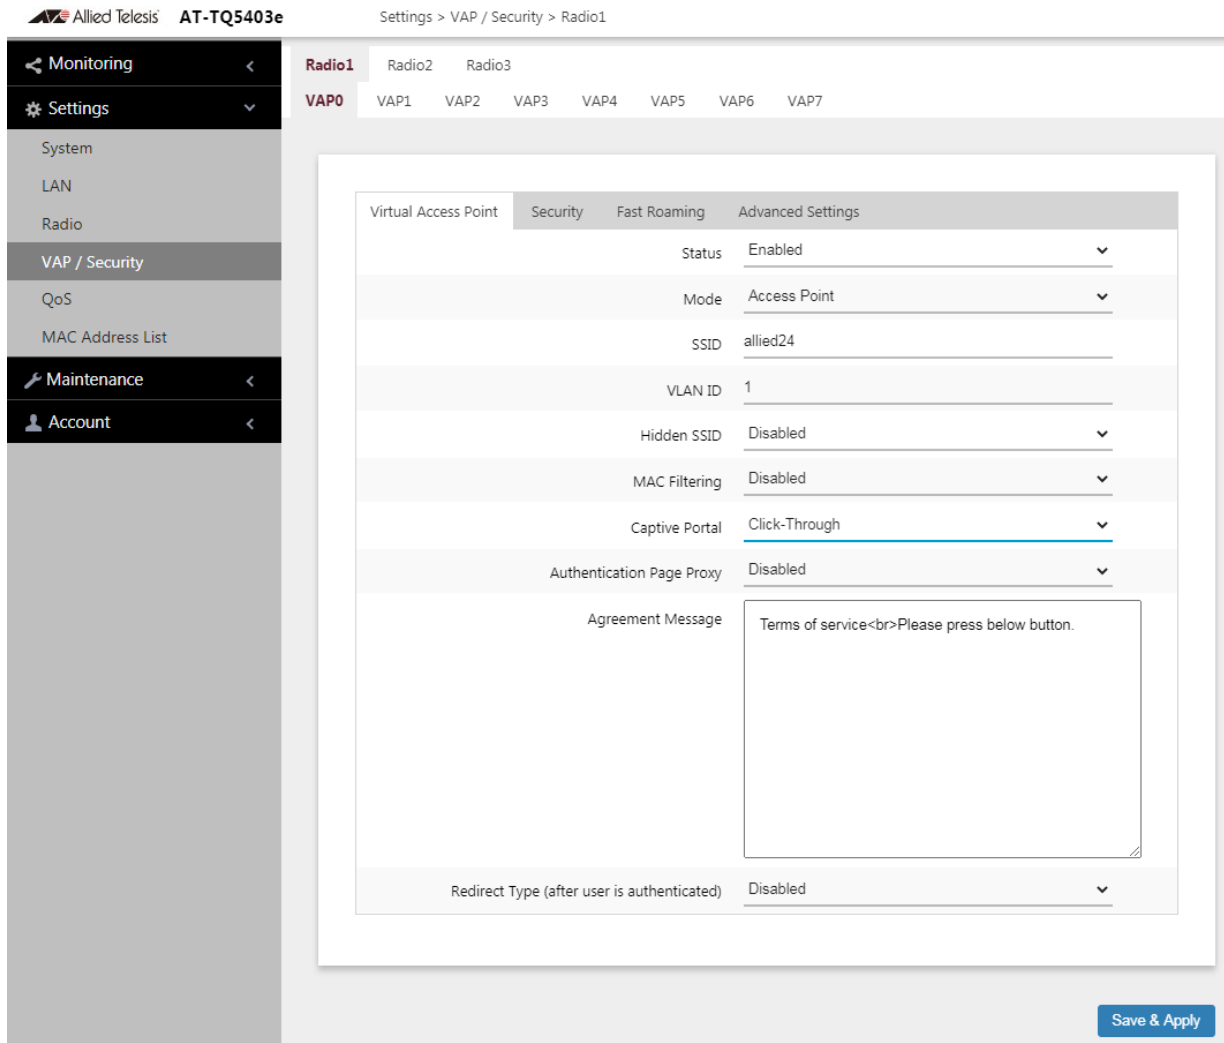 Allied Telesis AT-TQ5403e Settings > VAP / Security > Radio1
Monitoring
Settings
System
LAN
Radio
VAP / Security
QoS
MAC Address List
Maintenance
Account
Radio1 Radio2 Radio3
VAP0 VAP1 VAP2 VAP3 VAP4 VAP5 VAP6 VAP7
Virtual Access Point Security Fast Roaming Advanced Settings
Status Enabled
Mode Access Point
SSID allied24
VLAN ID 1
Hidden SSID Disabled
MAC Filtering Disabled
Captive Portal Click-Through
Authentication Page Proxy Disabled
Agreement Message Terms of service<br>Please press below button.
Redirect Type (after user is authenticated) Disabled
Save & Apply